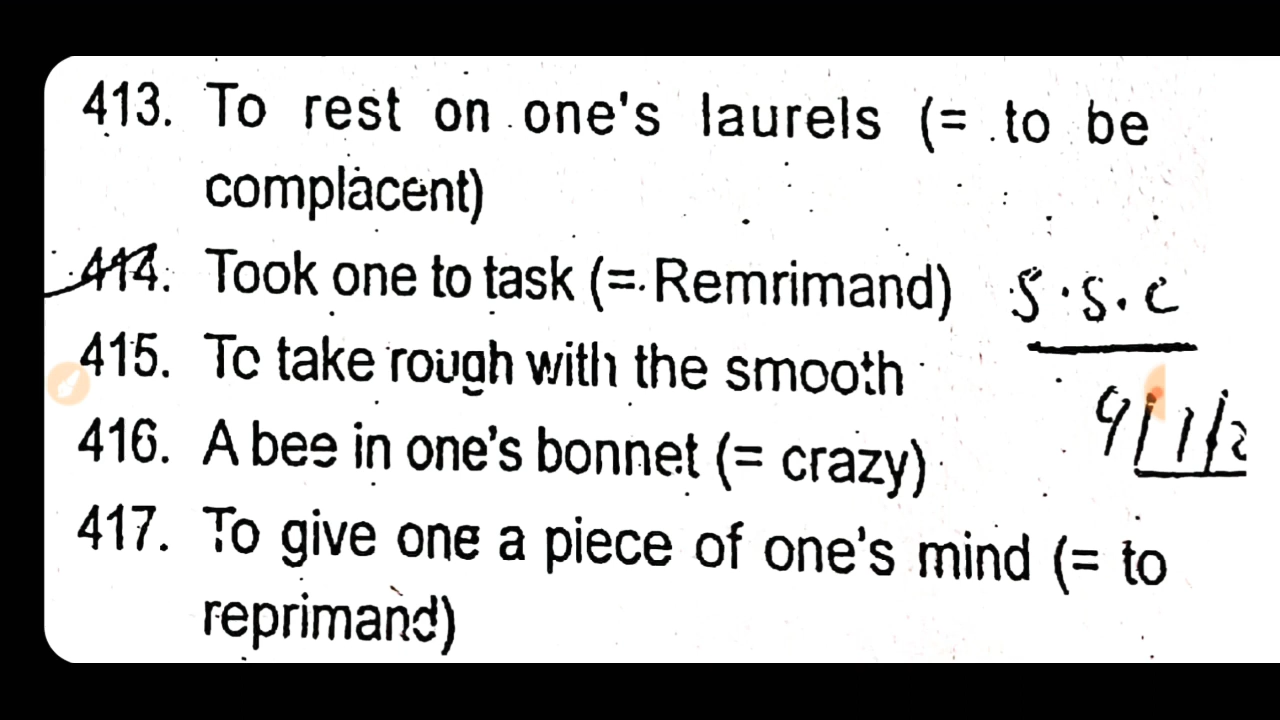 413. To rest on one's laurels (= to be
complacent)
414. Took one to task (= Remrimand) S.S.C
415. To take rough with the smooth
416. A bee in one's bonnet (= crazy)
417. To give one a piece of one's mind (= to
reprimand)